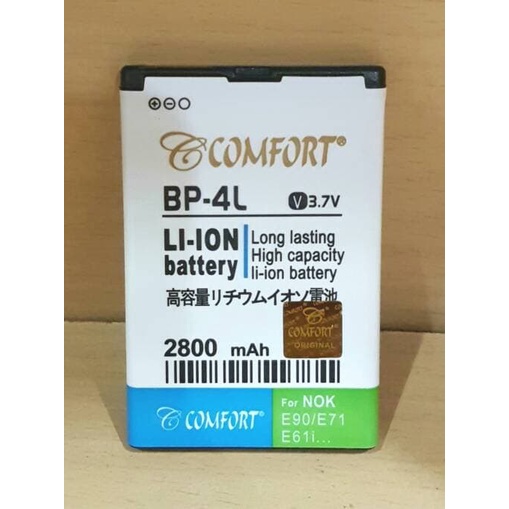 COMFORT®
BP-4L
V 3.7V
LI-ION
battery
Long lasting
High capacity
li-ion battery
高容量リチウムイオン電池
2800 mAh
COMFORT
ORIGINAL
COMFORT®
For NOK
E90/E71
E61i...